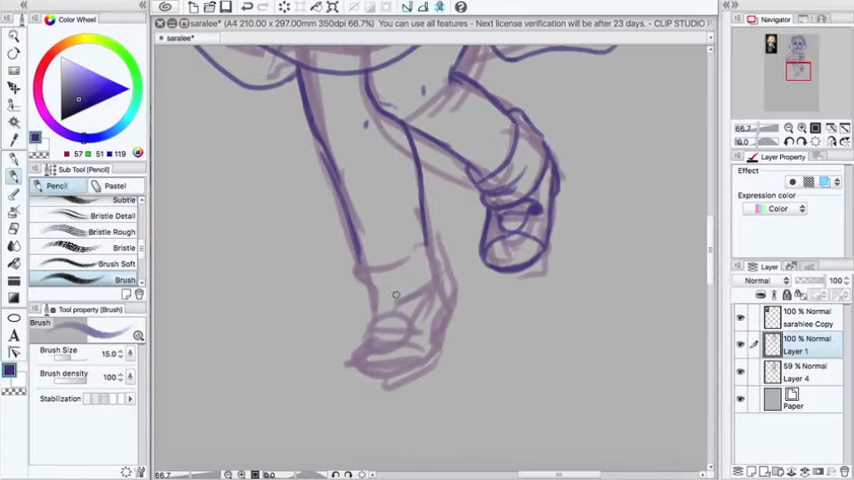 saralee* (A4 210.00 x 297.00mm 350dpi 66.7%) You can use all features - Next license verification will be after 23 days. - CLIP STUDIO P
saralee*
Color Wheel
57
51
119
Sub Tool [Pencil]
Pencil
Pastel
Subtle
Bristle Detail
Bristle Rough
Bristle
Brush Soft
Brush
Tool property [Brush]
Brush
Brush Size
15.0
Brush density
100
Stabilization
66.7
0.0
Navigator
66.7
0.0
Layer Property
Effect
Expression color
Color
Layer
Normal
100
100 % Normal
sarahlee Copy
100 % Normal
Layer 1
59 % Normal
Layer 4
Paper